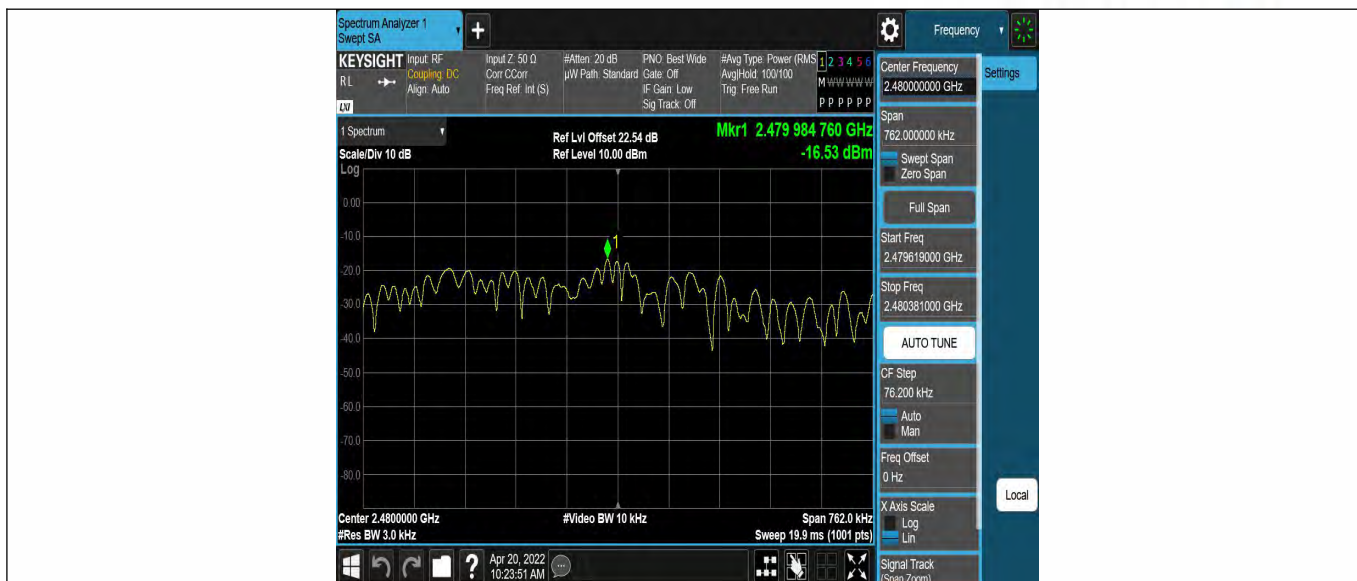 Spectrum Analyzer 1
Swept SA
Frequency
KEYSIGHT
RL
LXI
Input: RF
Coupling: DC
Align: Auto
Input Z: 50 Ω
Corr CCorr
Freq Ref: Int (S)
#Atten: 20 dB
µW Path: Standard
PNO: Best Wide
Gate: Off
IF Gain: Low
Sig Track: Off
#Avg Type: Power (RMS
Avg|Hold: 100/100
Trig: Free Run
1 2 3 4 5 6
M W W W W W
P P P P P P
1 Spectrum
Scale/Div 10 dB
Ref Lvl Offset 22.54 dB
Ref Level 10.00 dBm
Mkr1 2.479 984 760 GHz
-16.53 dBm
Log
0.00
-10.0
1
-20.0
-30.0
-40.0
-50.0
-60.0
-70.0
-80.0
Center 2.4800000 GHz
#Video BW 10 kHz
Span 762.0 kHz
#Res BW 3.0 kHz
Sweep 19.9 ms (1001 pts)
Center Frequency
2.480000000 GHz
Settings
Span
762.000000 kHz
Swept Span
Zero Span
Full Span
Start Freq
2.479619000 GHz
Stop Freq
2.480381000 GHz
AUTO TUNE
CF Step
76.200 kHz
Auto
Man
Freq Offset
0 Hz
X Axis Scale
Log
Lin
Local
Signal Track
(Span Zoom)
?
Apr 20, 2022
10:23:51 AM